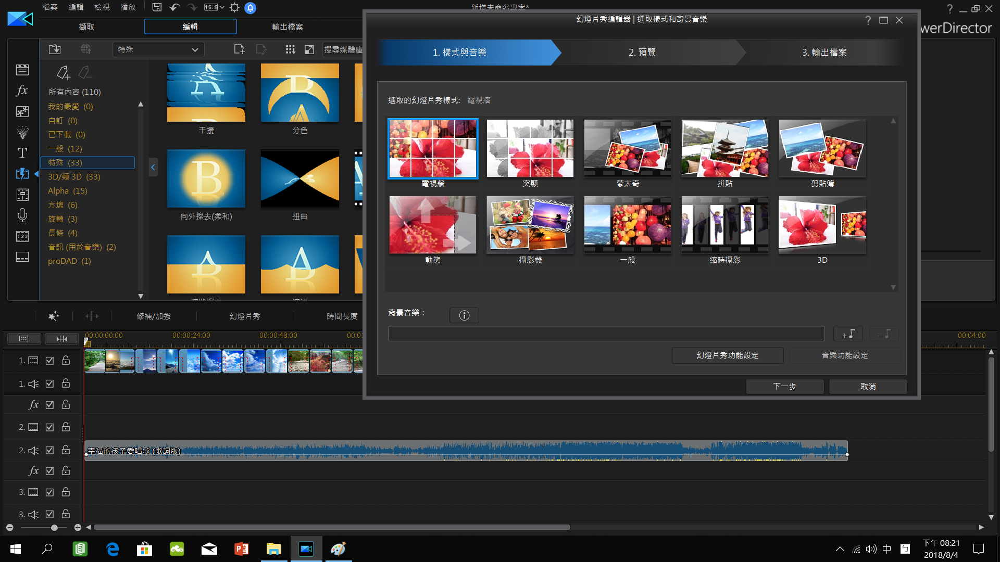 檔案 編輯 檢視 播放 16:9 新增未命名專案*
擷取 編輯 輸出檔案
werDirector
特殊 搜尋媒體庫
所有內容 (110)
我的最愛 (0)
自訂 (0)
已下載 (0)
一般 (12)
特殊 (33)
3D/類 3D (33)
Alpha (15)
方塊 (6)
旋轉 (3)
長條 (4)
音訊 (用於音樂) (2)
proDAD (1)
干擾 分色
向外擦去(柔和) 扭曲
幻燈片秀編輯器 | 選取樣式和背景音樂
1. 樣式與音樂 2. 預覽 3. 輸出檔案
選取的幻燈片秀樣式: 電視牆
電視牆 突顯 蒙太奇 拼貼 剪貼簿
動態 攝影機 一般 縮時攝影 3D
背景音樂：
幻燈片秀功能設定 音樂功能設定
下一步 取消
修補/加強 幻燈片秀 時間長度
00:00:00:00 00:00:24:00 00:00:48:00 00:04:00
1.
1.
fx
2.
2. 幸福的孩子愛唱歌 (歌詞版)
fx
3.
3.
中 下午 08:21
2018/8/4